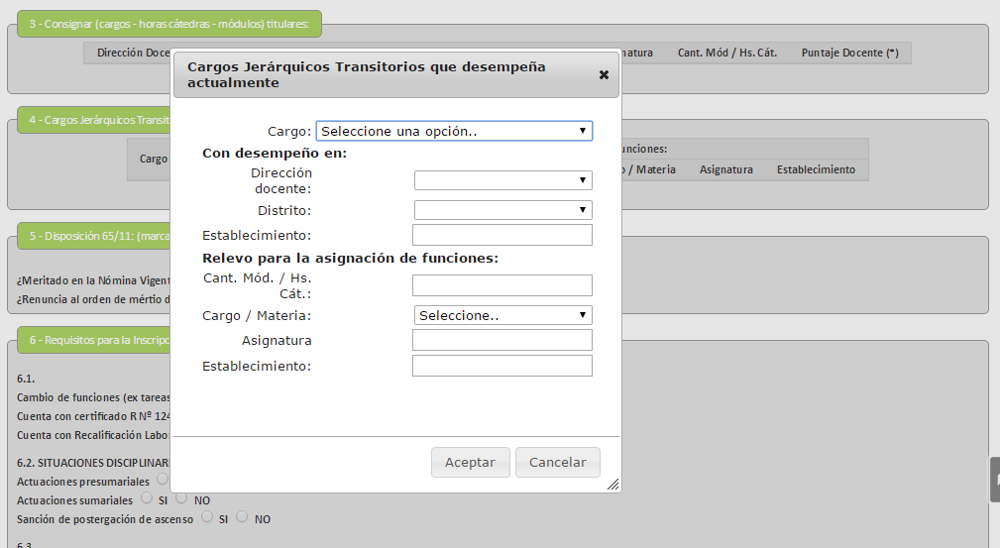 3 - Consignar (cargos - horas cátedras - módulos) titulares:
Dirección Doce
natura Cant. Mód / Hs. Cát. Puntaje Docente (*)
Cargos Jerárquicos Transitorios que desempeña
actualmente
Cargo: Seleccione una opción..
Con desempeño en:
Dirección
docente:
Distrito:
Establecimiento:
Relevo para la asignación de funciones:
Cant. Mód. / Hs.
Cát.:
Cargo / Materia: Seleccione..
Asignatura
Establecimiento:
Aceptar Cancelar
4 - Cargos Jerárquicos Transit
unciones:
Cargo
o / Materia Asignatura Establecimiento
5 - Disposición 65/11: (marca
¿Meritado en la Nómina Vigent
¿Renuncia al orden de mértio d
6 - Requisitos para la Inscripc
6.1.
Cambio de funciones (ex tareas
Cuenta con certificado R Nº 124
Cuenta con Recalificación Labo
6.2. SITUACIONES DISCIPLINAR
Actuaciones presumariales
Actuaciones sumariales SI NO
Sanción de postergación de ascenso SI NO
6.3